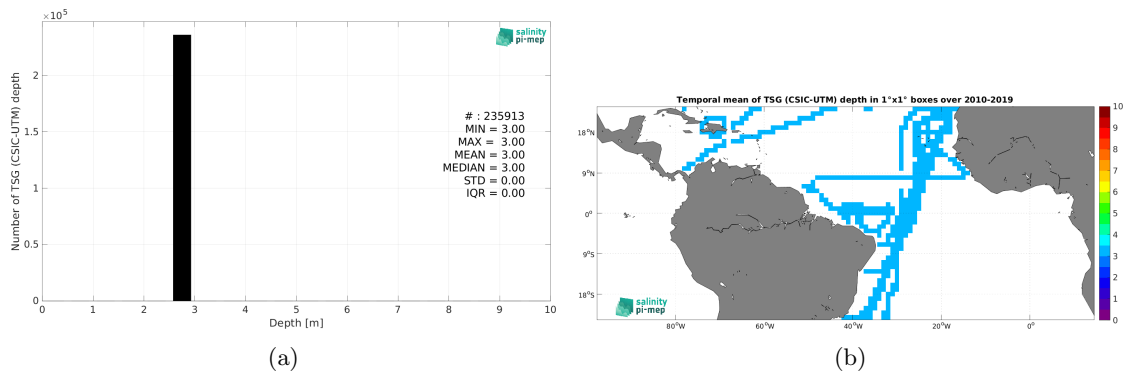 ×10⁵
salinity
pi-mep
Number of TSG (CSIC-UTM) depth
2
1.5
1
0.5
0
# : 235913
MIN = 3.00
MAX = 3.00
MEAN = 3.00
MEDIAN = 3.00
STD = 0.00
IQR = 0.00
0 1 2 3 4 5 6 7 8 9 10
Depth [m]
(a)
Temporal mean of TSG (CSIC-UTM) depth in 1°x1° boxes over 2010-2019
18°N
9°N
0°
9°S
18°S
80°W 60°W 40°W 20°W 0°
salinity
pi-mep
10
9
8
7
6
5
4
3
2
1
0
(b)